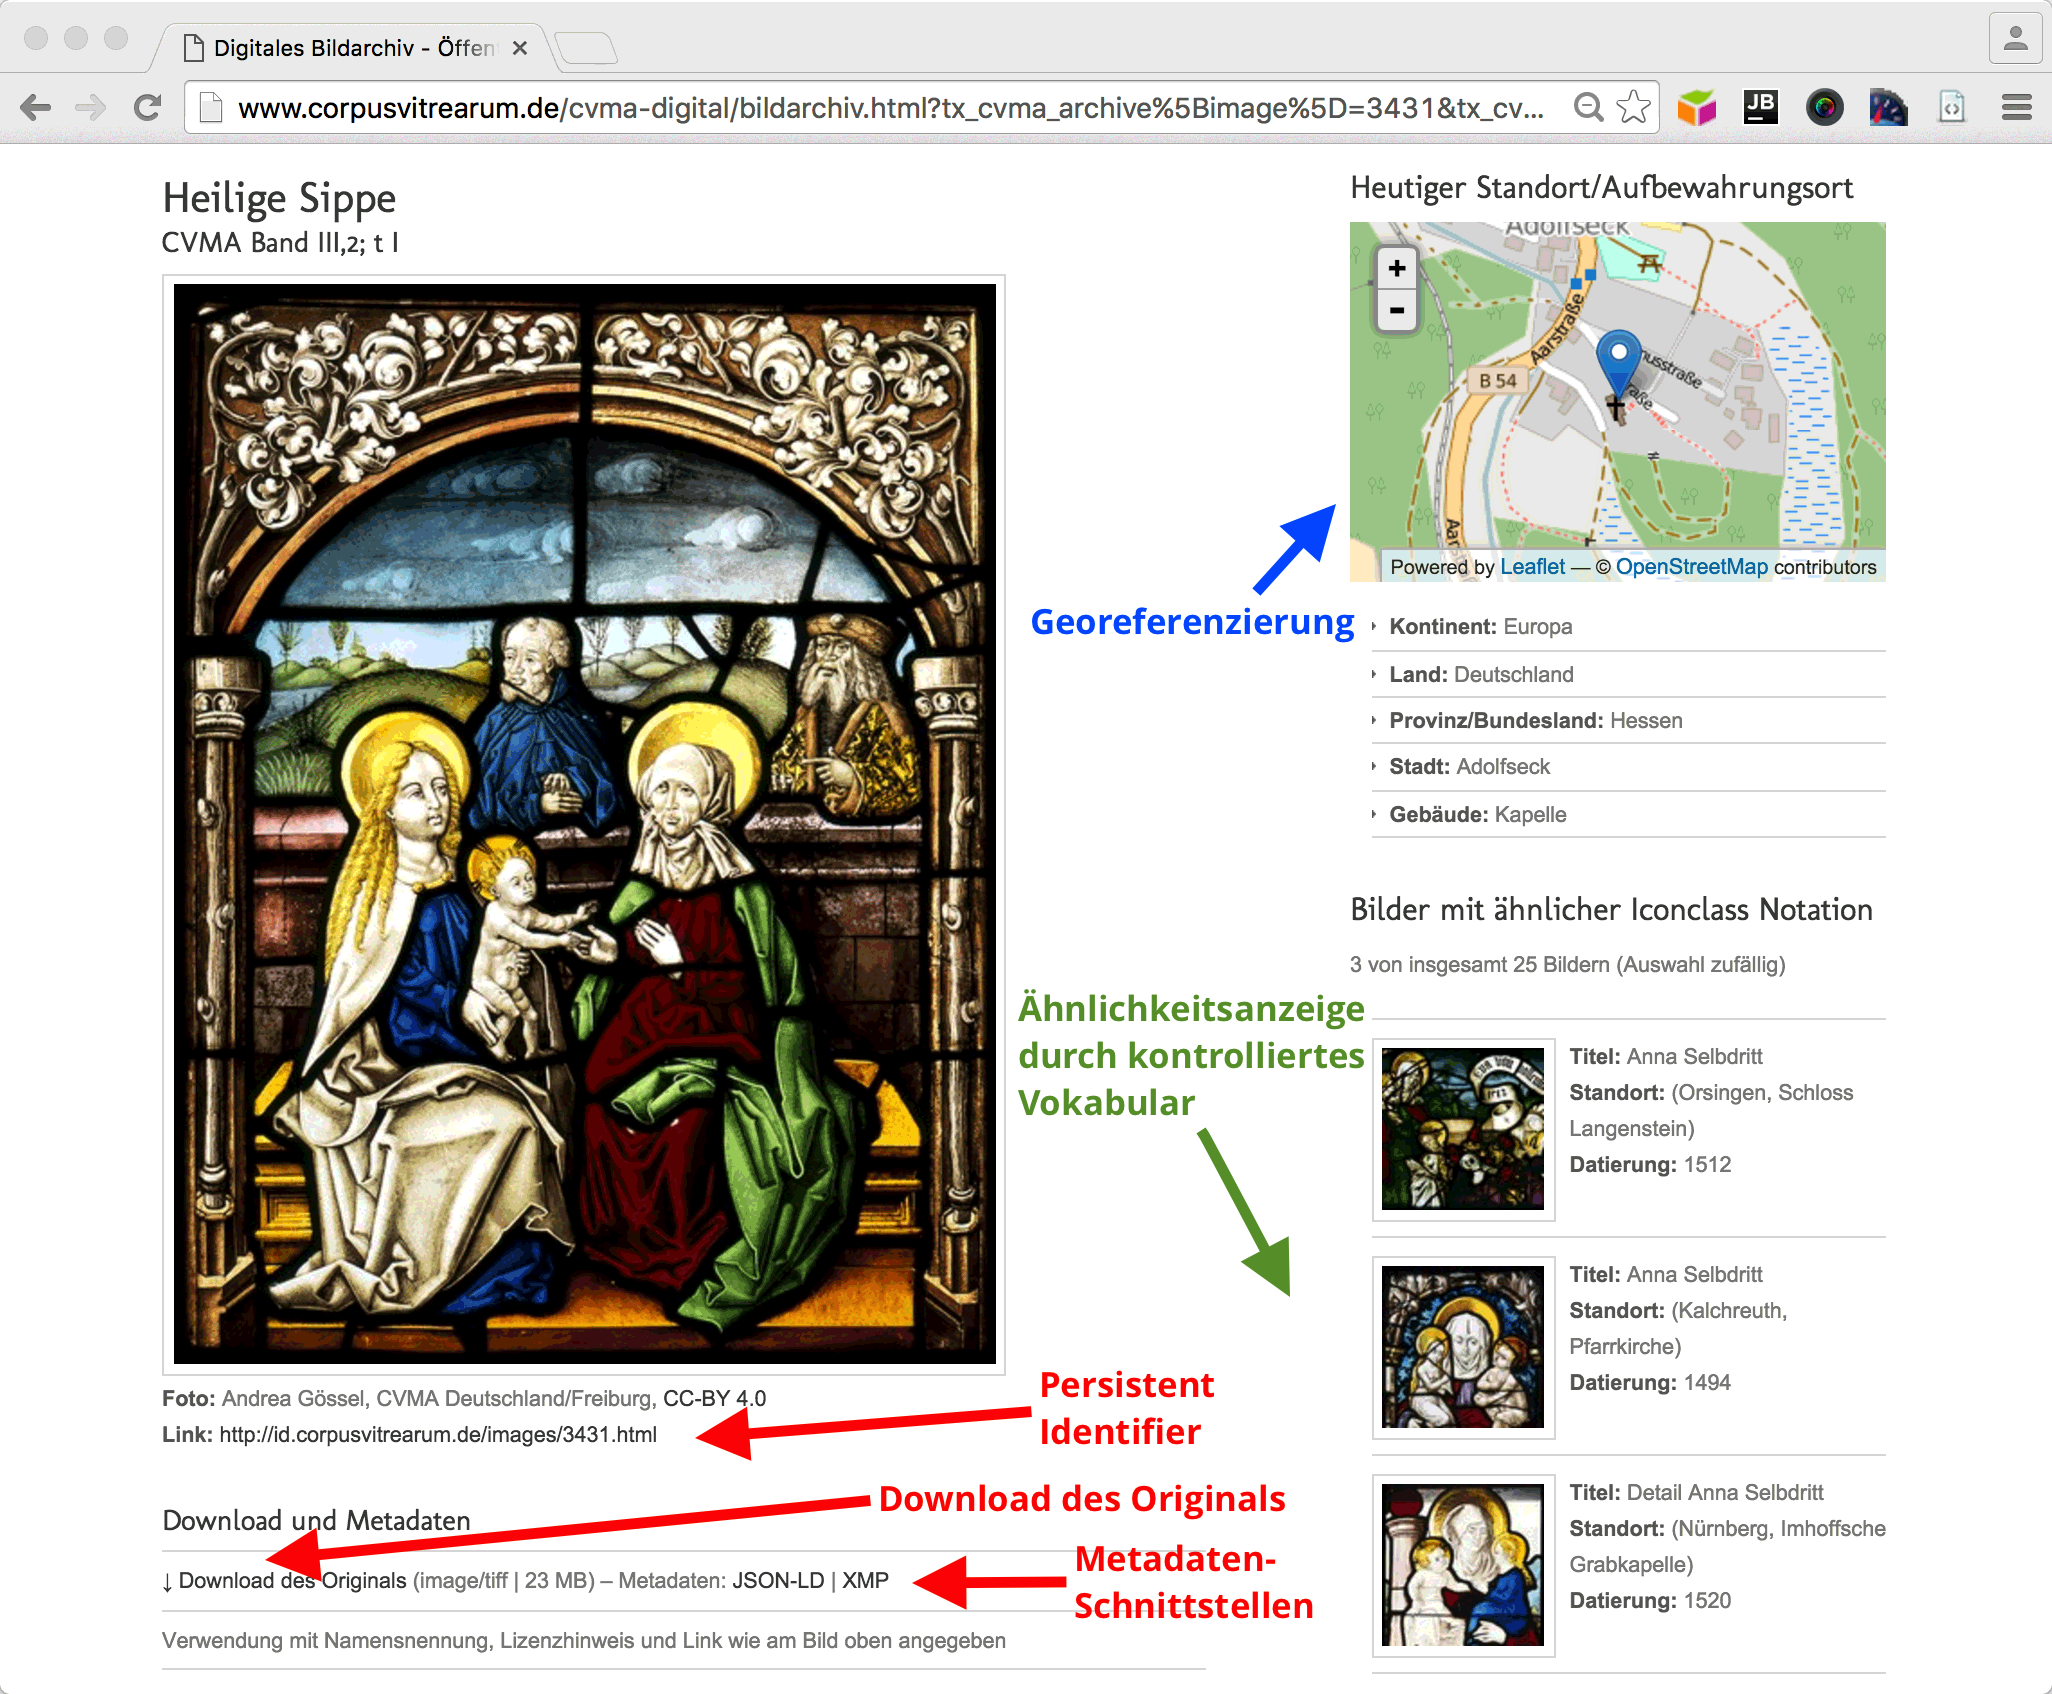 Digitales Bildarchiv - Öffen
www.corpusvitrearum.de/cvma-digital/bildarchiv.html?tx_cvma_archive%5Bimage%5D=3431&tx_cv...
JB
Heilige Sippe
CVMA Band III,2; t I
Foto: Andrea Gössel, CVMA Deutschland/Freiburg, CC-BY 4.0
Link: http://id.corpusvitrearum.de/images/3431.html
Persistent
Identifier
Download des Originals
Download und Metadaten
↓ Download des Originals (image/tiff | 23 MB) – Metadaten: JSON-LD | XMP
Metadaten-
Schnittstellen
Verwendung mit Namensnennung, Lizenzhinweis und Link wie am Bild oben angegeben
Georeferenzierung
Ähnlichkeitsanzeige
durch kontrolliertes
Vokabular
Heutiger Standort/Aufbewahrungsort
Adolfseck
+
-
Aarstraße
B 54
Powered by Leaflet — © OpenStreetMap contributors
Kontinent: Europa
Land: Deutschland
Provinz/Bundesland: Hessen
Stadt: Adolfseck
Gebäude: Kapelle
Bilder mit ähnlicher Iconclass Notation
3 von insgesamt 25 Bildern (Auswahl zufällig)
Titel: Anna Selbdritt
Standort: (Orsingen, Schloss
Langenstein)
Datierung: 1512
Titel: Anna Selbdritt
Standort: (Kalchreuth,
Pfarrkirche)
Datierung: 1494
Titel: Detail Anna Selbdritt
Standort: (Nürnberg, Imhoffsche
Grabkapelle)
Datierung: 1520